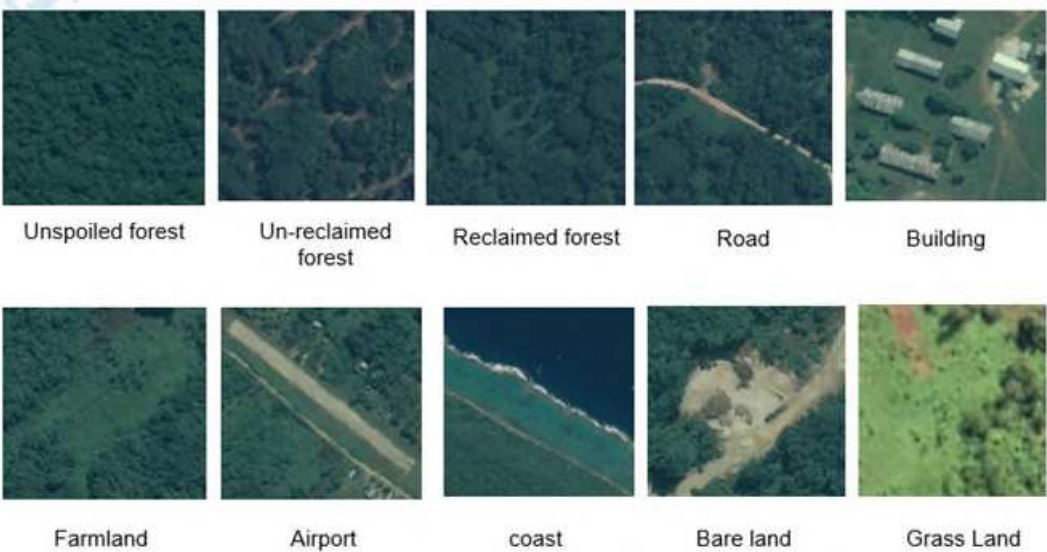 Unspoiled forest
Un-reclaimed
forest
Reclaimed forest
Road
Building
Farmland
Airport
coast
Bare land
Grass Land